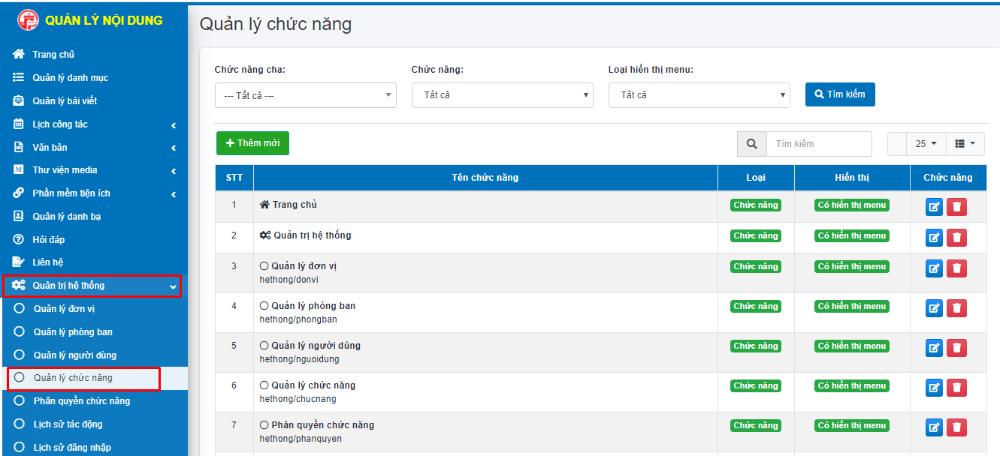 QUẢN LÝ NỘI DUNG
Trang chủ
Quản lý danh mục
Quản lý bài viết
Lịch công tác
Văn bản
Thư viện media
Phần mềm tiện ích
Quản lý danh bạ
Hỏi đáp
Liên hệ
Quản trị hệ thống
Quản lý đơn vị
Quản lý phòng ban
Quản lý người dùng
Quản lý chức năng
Phân quyền chức năng
Lịch sử tác động
Lịch sử đăng nhập
Quản lý chức năng
Chức năng cha: Chức năng: Loại hiển thị menu:
--- Tất cả --- Tất cả Tất cả Tìm kiếm
Thêm mới Tìm kiếm 25
STT Tên chức năng Loại Hiển thị Chức năng
1 Trang chủ Chức năng Có hiển thị menu
2 Quản trị hệ thống Chức năng Có hiển thị menu
3 Quản lý đơn vị Chức năng Có hiển thị menu
hethong/donvi
4 Quản lý phòng ban Chức năng Có hiển thị menu
hethong/phongban
5 Quản lý người dùng Chức năng Có hiển thị menu
hethong/nguoidung
6 Quản lý chức năng Chức năng Có hiển thị menu
hethong/chucnang
7 Phân quyền chức năng Chức năng Có hiển thị menu
hethong/phanquyen